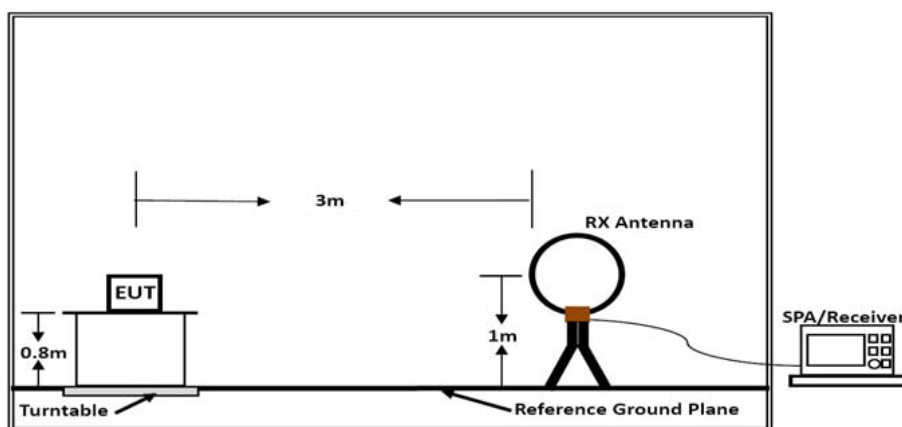 3m
RX Antenna
EUT
SPA/Receiver
0.8m
1m
Turntable
Reference Ground Plane